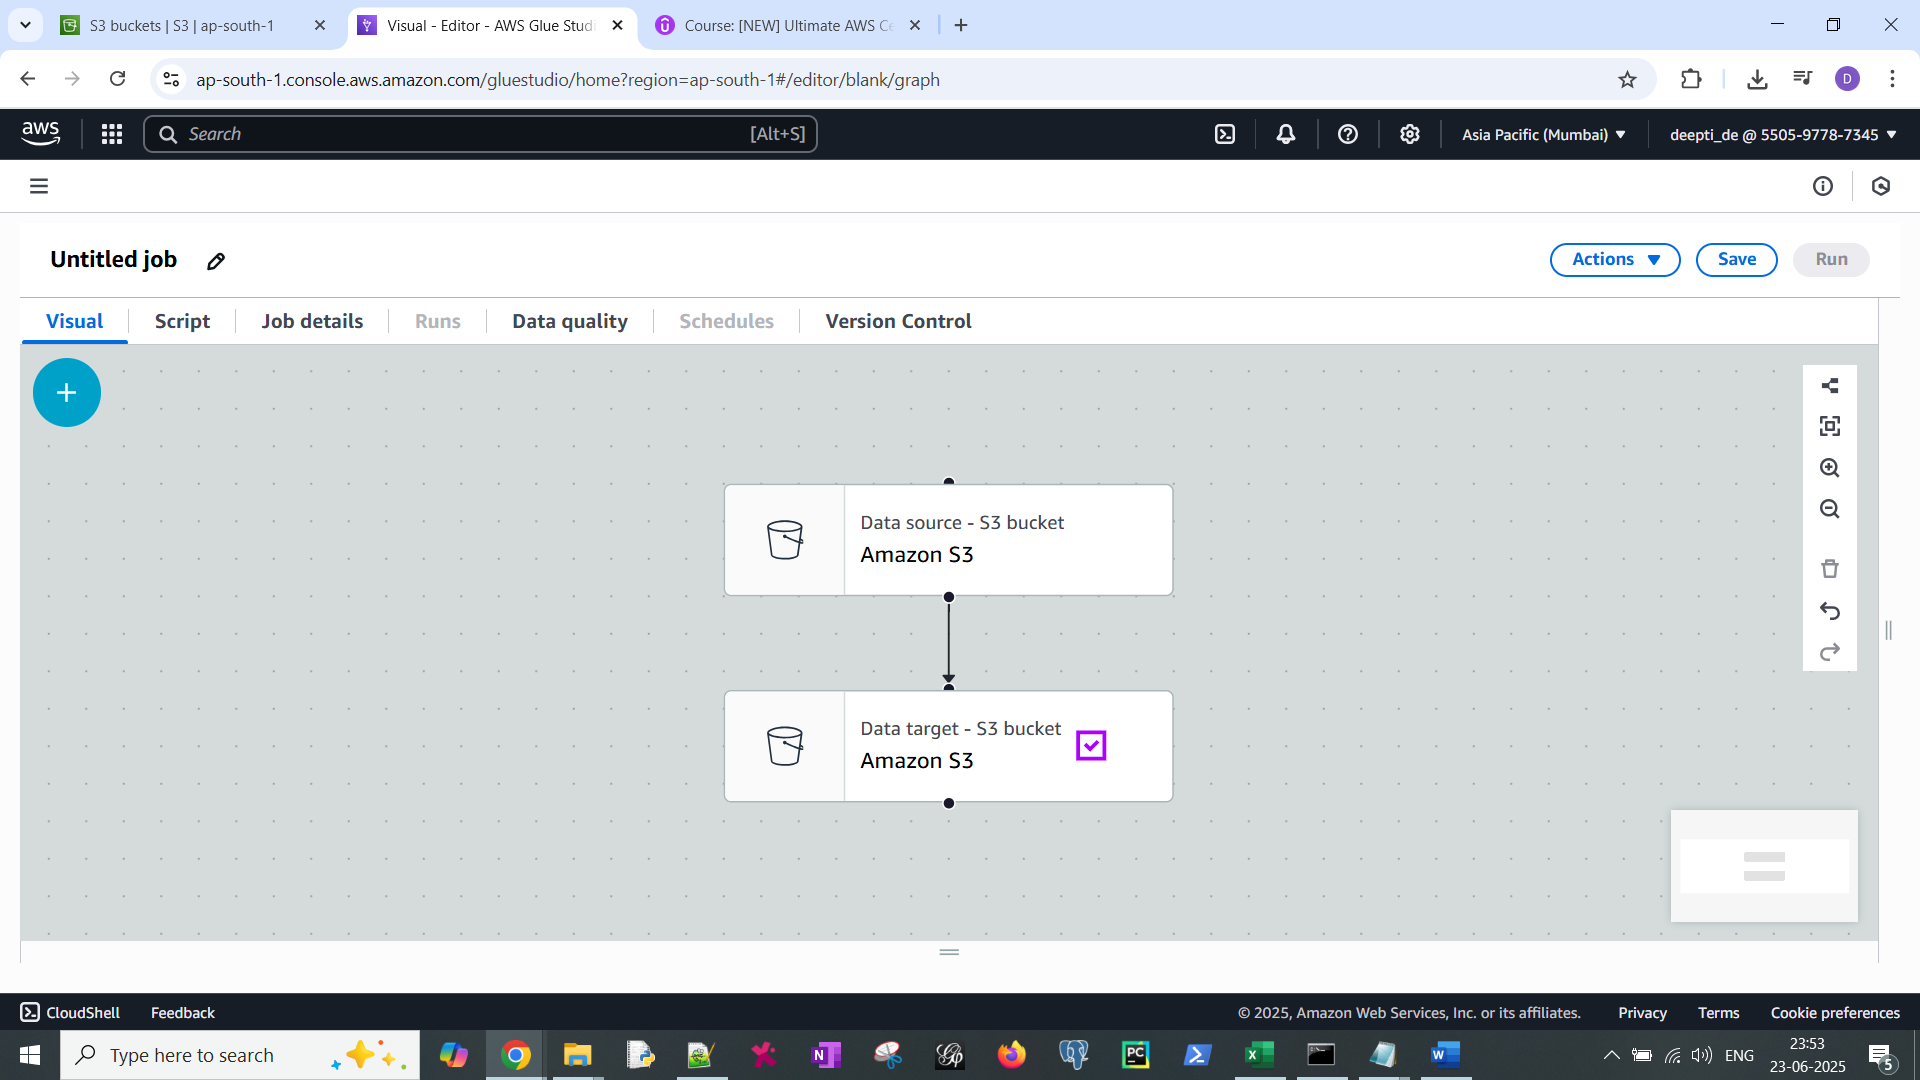 S3 buckets | S3 | ap-south-1
Visual - Editor - AWS Glue Studi
Course: [NEW] Ultimate AWS Ce
ap-south-1.console.aws.amazon.com/gluestudio/home?region=ap-south-1#/editor/blank/graph
D
aws
Search
[Alt+S]
Asia Pacific (Mumbai)
deepti_de @ 5505-9778-7345
Untitled job
Actions
Save
Run
Visual
Script
Job details
Runs
Data quality
Schedules
Version Control
Data source - S3 bucket
Amazon S3
Data target - S3 bucket
Amazon S3
CloudShell
Feedback
© 2025, Amazon Web Services, Inc. or its affiliates.
Privacy
Terms
Cookie preferences
Type here to search
ENG
23:53
23-06-2025
5